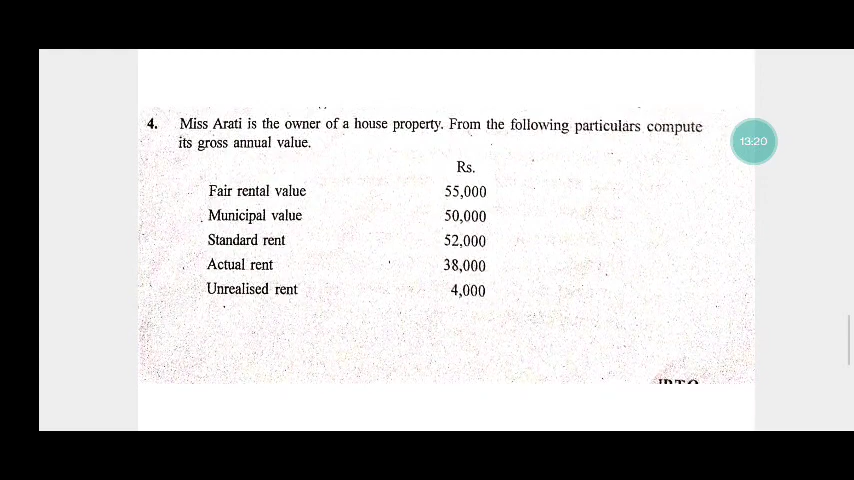 4. Miss Arati is the owner of a house property. From the following particulars compute
its gross annual value.
Rs.
Fair rental value 55,000
Municipal value 50,000
Standard rent 52,000
Actual rent 38,000
Unrealised rent 4,000
13:20